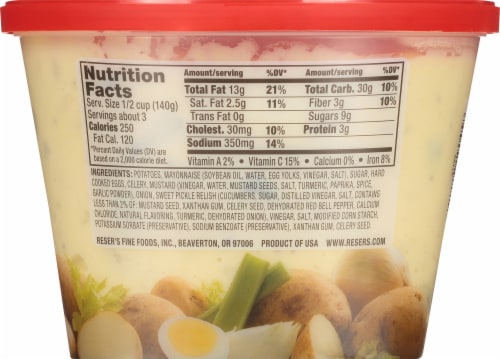 Nutrition
Facts
Serv. Size 1/2 cup (140g)
Servings about 3
Calories 250
Fat Cal. 120
*Percent Daily Values (DV) are
based on a 2,000 calorie diet.
Amount/serving %DV* Amount/serving %DV*
Total Fat 13g 21% Total Carb. 30g 10%
Sat. Fat 2.5g 11% Fiber 3g 10%
Trans Fat 0g Sugars 9g
Cholest. 30mg 10% Protein 3g
Sodium 350mg 14%
Vitamin A 2% • Vitamin C 15% • Calcium 0% • Iron 8%
INGREDIENTS: POTATOES, MAYONNAISE (SOYBEAN OIL, WATER, EGG YOLKS, VINEGAR, SALT), SUGAR, HARD
COOKED EGGS, CELERY, MUSTARD (VINEGAR, WATER, MUSTARD SEEDS, SALT, TURMERIC, PAPRIKA, SPICE,
GARLIC POWDER), ONION, SWEET PICKLE RELISH (CUCUMBERS, SUGAR, DISTILLED VINEGAR, SALT, CONTAINS
LESS THAN 2% OF: MUSTARD SEED, XANTHAN GUM, CELERY SEED, DEHYDRATED RED BELL PEPPER, CALCIUM
CHLORIDE, NATURAL FLAVORINGS, TURMERIC, DEHYDRATED ONION), VINEGAR, SALT, MODIFIED CORN STARCH,
POTASSIUM SORBATE (PRESERVATIVE), SODIUM BENZOATE (PRESERVATIVE), XANTHAN GUM, CELERY SEED.
RESER'S FINE FOODS, INC., BEAVERTON, OR 97006 PRODUCT OF USA WWW.RESERS.COM